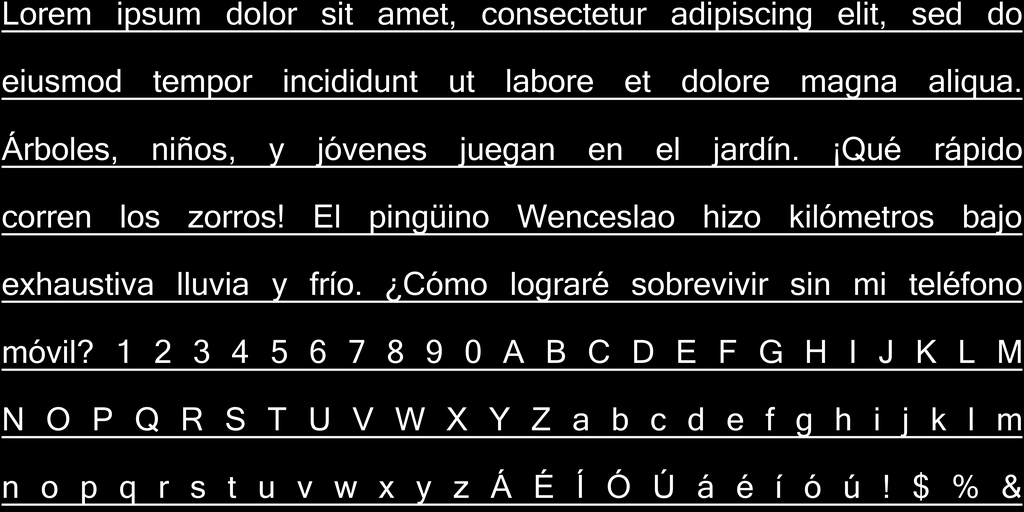 Lorem ipsum dolor sit amet, consectetur adipiscing elit, sed do
eiusmod tempor incididunt ut labore et dolore magna aliqua.
Árboles, niños, y jóvenes juegan en el jardín. ¡Qué rápido
corren los zorros! El pingüino Wenceslao hizo kilómetros bajo
exhaustiva lluvia y frío. ¿Cómo lograré sobrevivir sin mi teléfono
móvil? 1 2 3 4 5 6 7 8 9 0 A B C D E F G H I J K L M
N O P Q R S T U V W X Y Z a b c d e f g h i j k l m
n o p q r s t u v w x y z Á É Í Ó Ú á é í ó ú ! $ % &